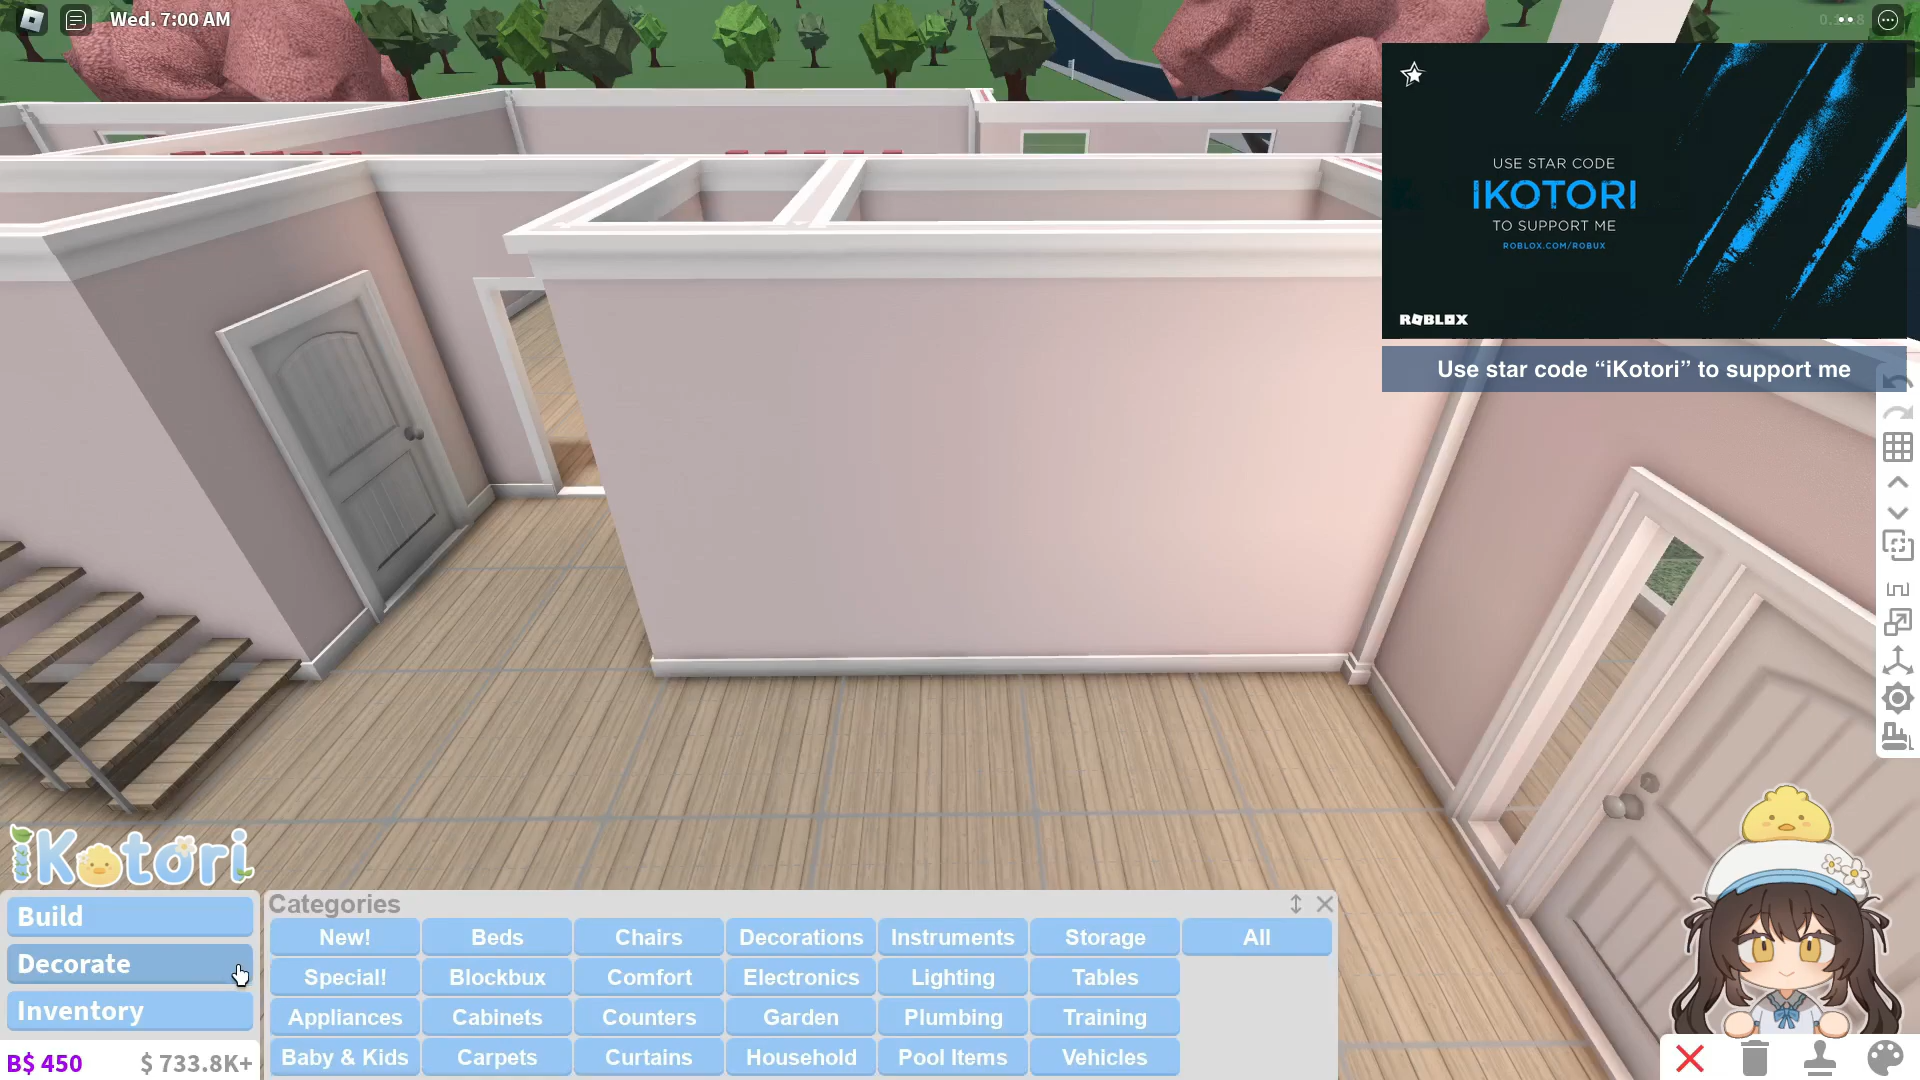 Wed. 7:00 AM
USE STAR CODE
IKOTORI
TO SUPPORT ME
ROBLOX.COM/ROBUX
ROBLOX
Use star code “iKotori” to support me
iKotori
Build
Decorate
Inventory
B$ 450
$ 733.8K+
Categories
New!
Beds
Chairs
Decorations
Instruments
Storage
All
Special!
Blockbux
Comfort
Electronics
Lighting
Tables
Appliances
Cabinets
Counters
Garden
Plumbing
Training
Baby & Kids
Carpets
Curtains
Household
Pool Items
Vehicles